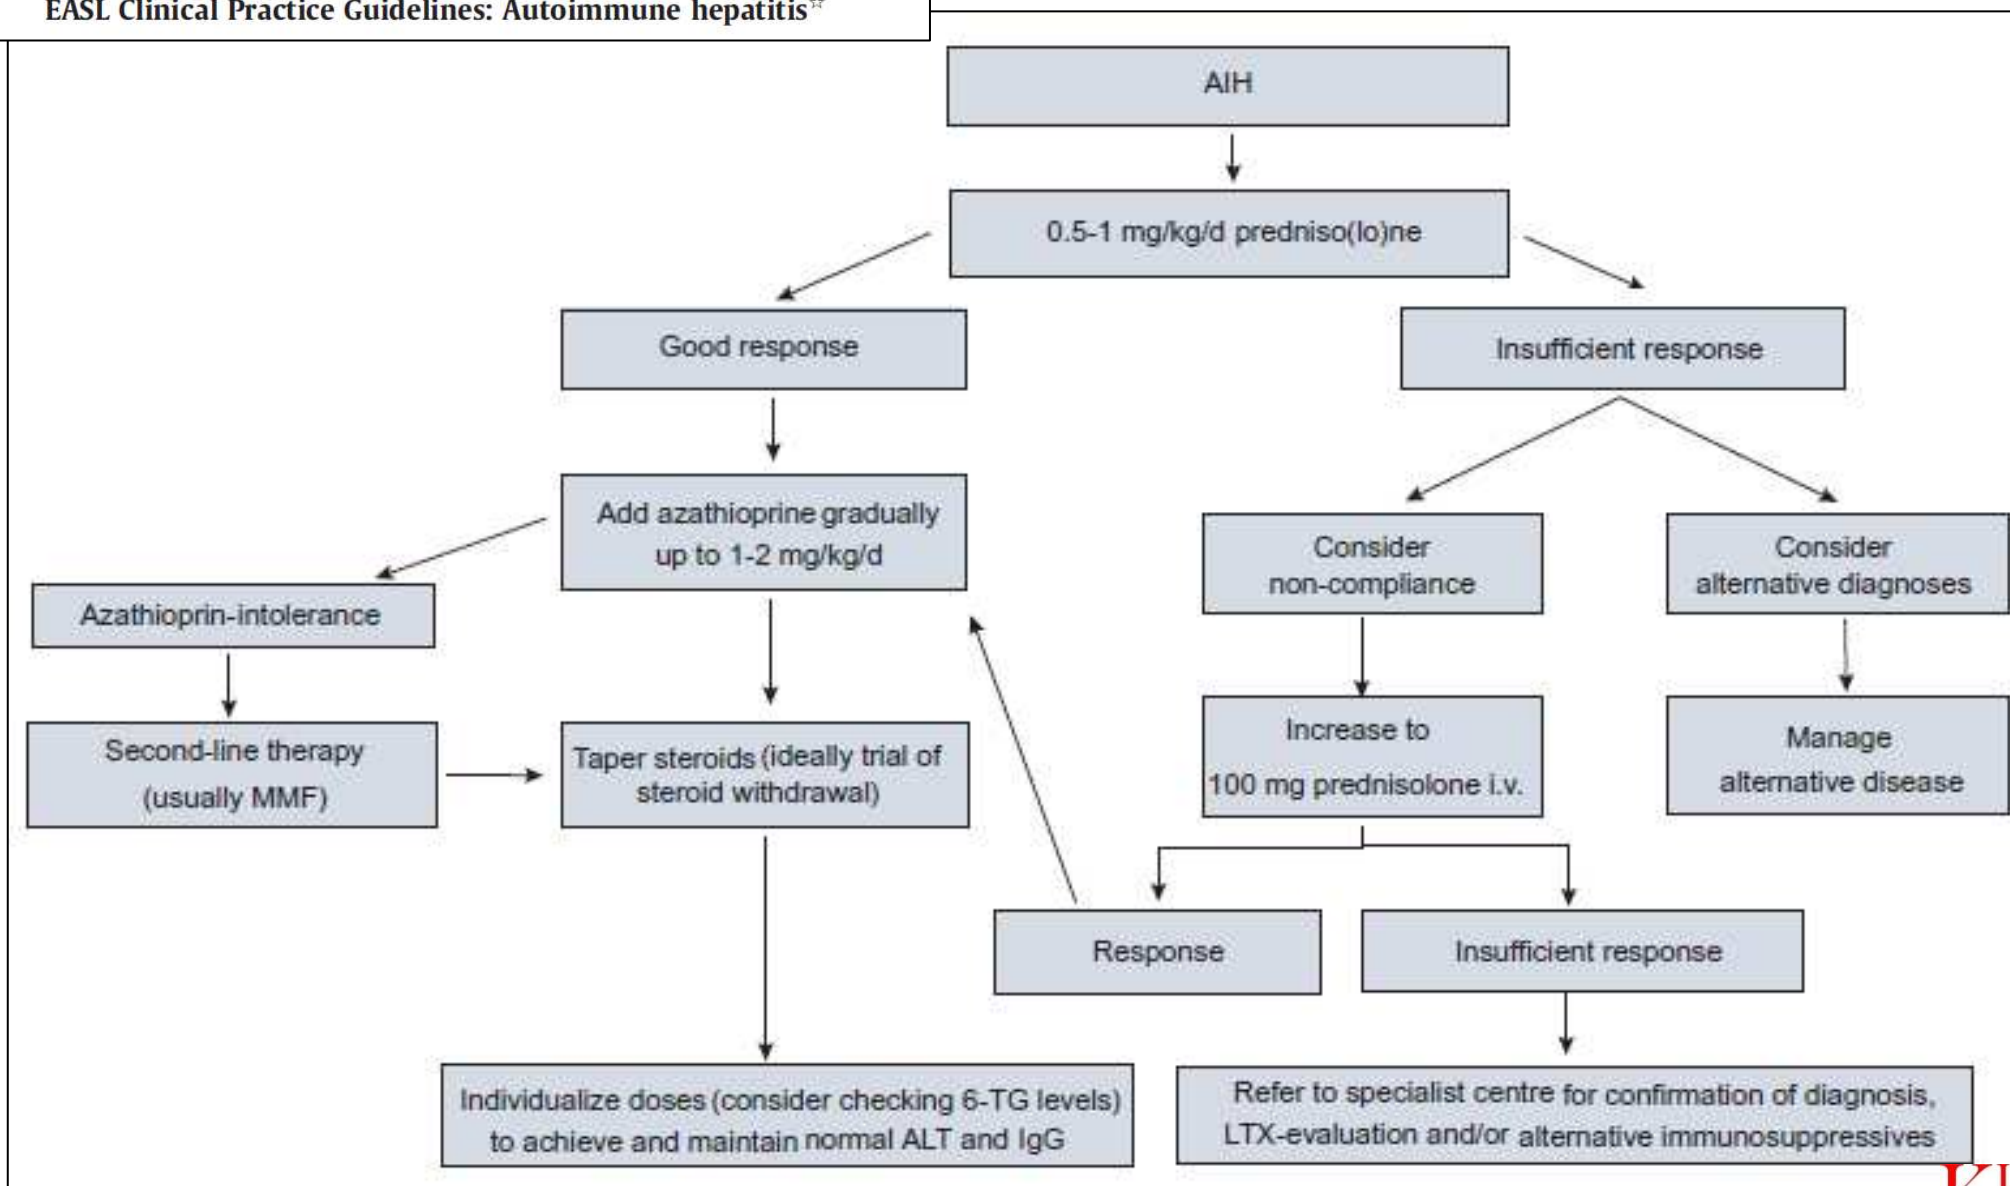 EASL Clinical Practice Guidelines: Autoimmune hepatitis☆
AIH
0.5-1 mg/kg/d predniso(lo)ne
Good response
Insufficient response
Add azathioprine gradually
up to 1-2 mg/kg/d
Consider
non-compliance
Consider
alternative diagnoses
Azathioprin-intolerance
Second-line therapy
(usually MMF)
Taper steroids (ideally trial of
steroid withdrawal)
Increase to
100 mg prednisolone i.v.
Manage
alternative disease
Response
Insufficient response
Individualize doses (consider checking 6-TG levels)
to achieve and maintain normal ALT and IgG
Refer to specialist centre for confirmation of diagnosis,
LTX-evaluation and/or alternative immunosuppressives